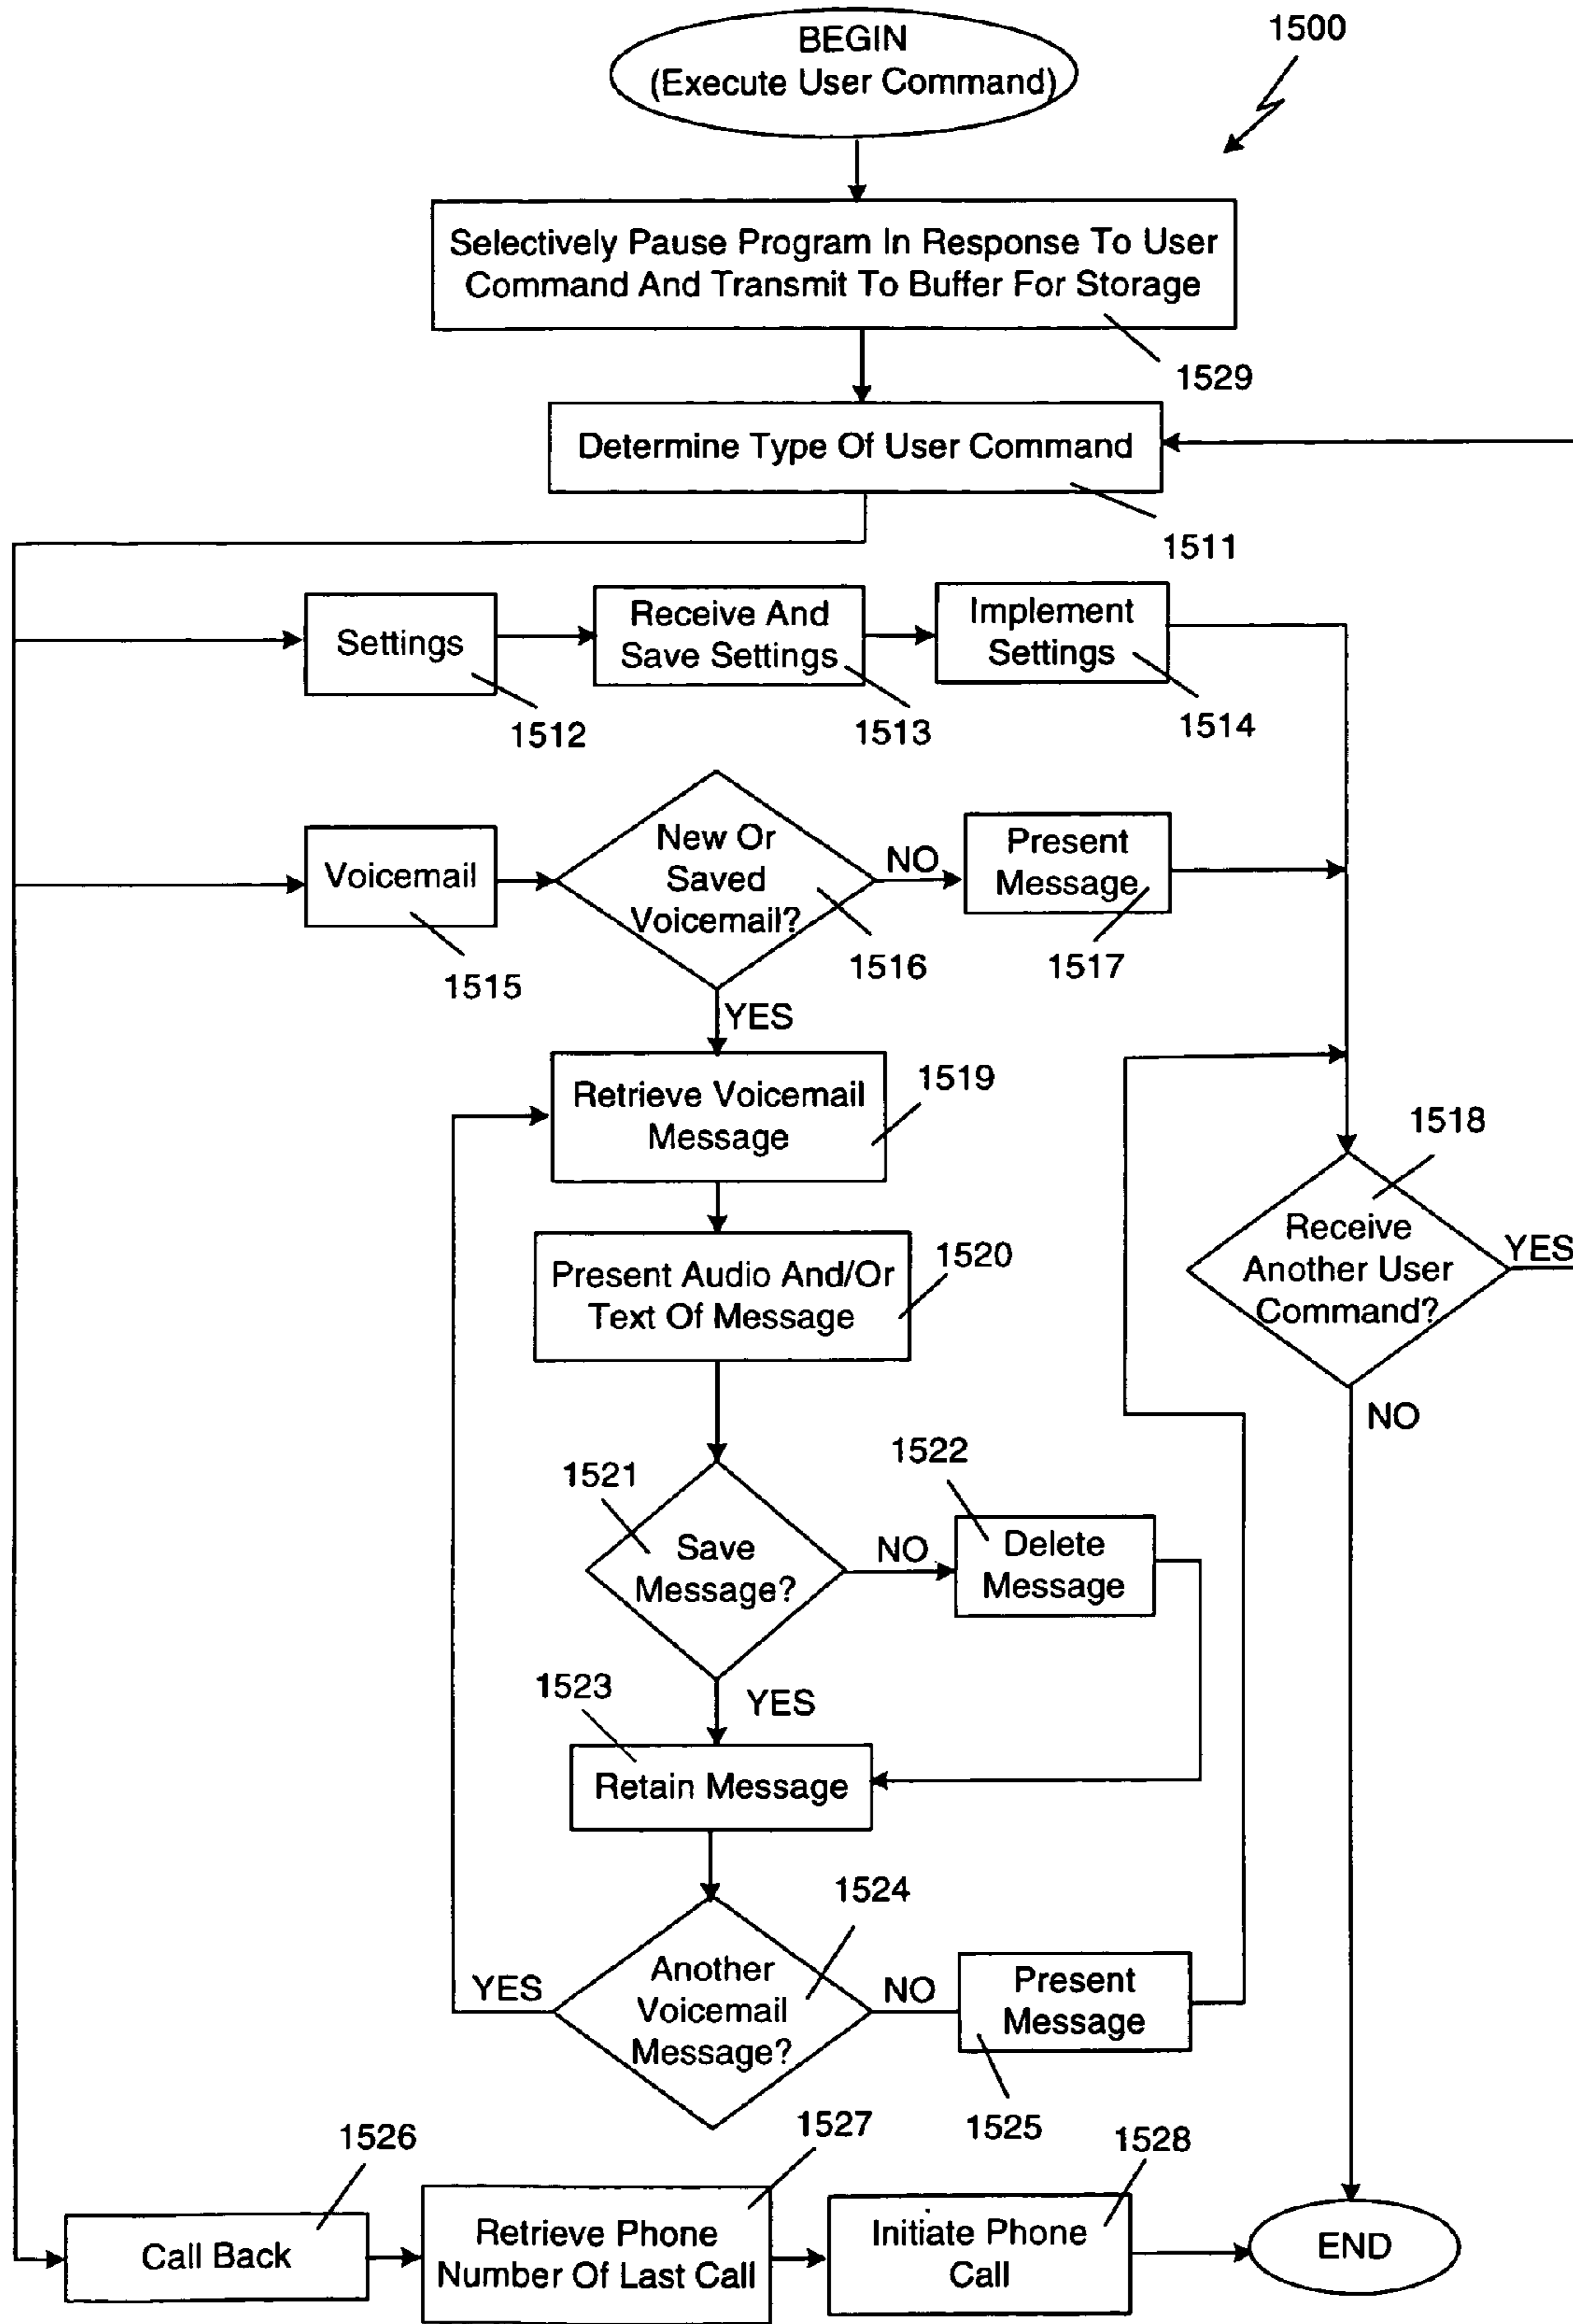 BEGIN
(Execute User Command)
1500
Selectively Pause Program In Response To User
Command And Transmit To Buffer For Storage
1529
Determine Type Of User Command
1511
Settings
1512
Receive And
Save Settings
1513
Implement
Settings
1514
Voicemail
1515
New Or
Saved
Voicemail?
1516
NO
Present
Message
1517
YES
Retrieve Voicemail
Message
1519
1518
Receive
Another User
Command?
YES
NO
Present Audio And/Or
Text Of Message
1520
1521
Save
Message?
NO
1522
Delete
Message
YES
1523
Retain Message
1524
Another
Voicemail
Message?
YES
NO
Present
Message
1525
1526
Call Back
1527
Retrieve Phone
Number Of Last Call
1528
Initiate Phone
Call
END